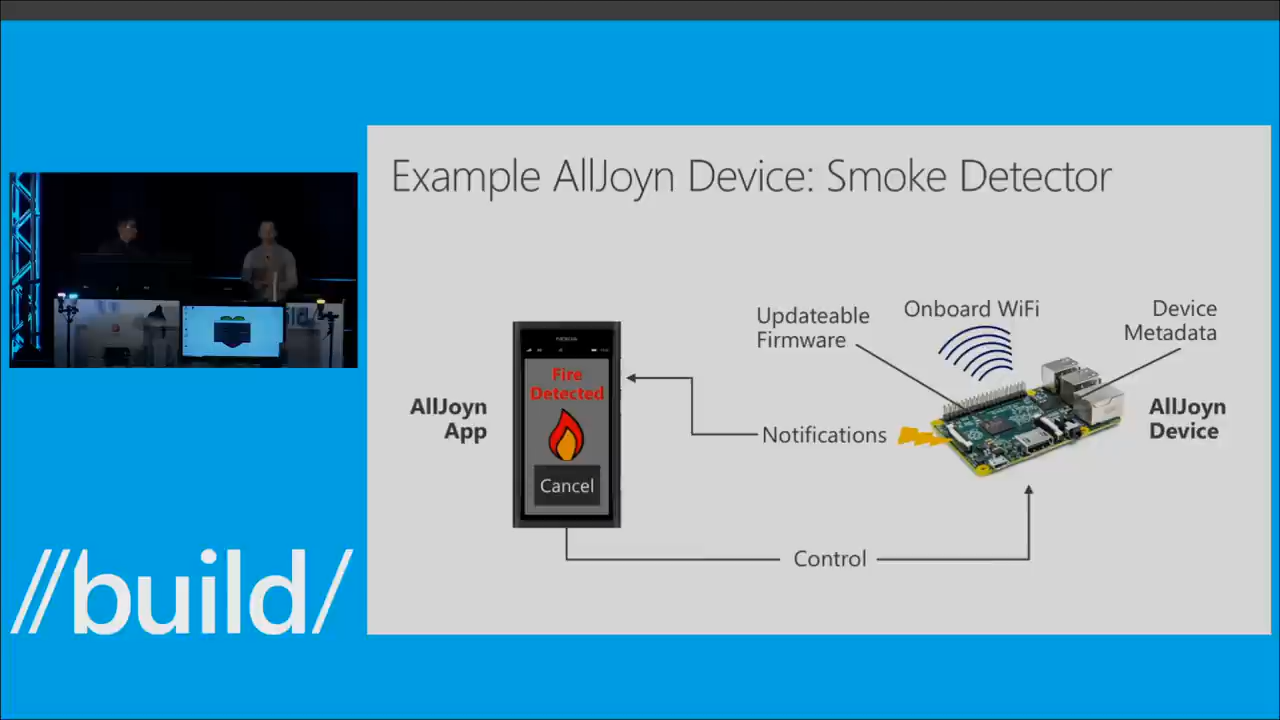 Example AllJoyn Device: Smoke Detector
Updateable
Firmware
Onboard WiFi
Device
Metadata
NOKIA
Fire
Detected
Cancel
AllJoyn
App
Notifications
AllJoyn
Device
Control
//build/